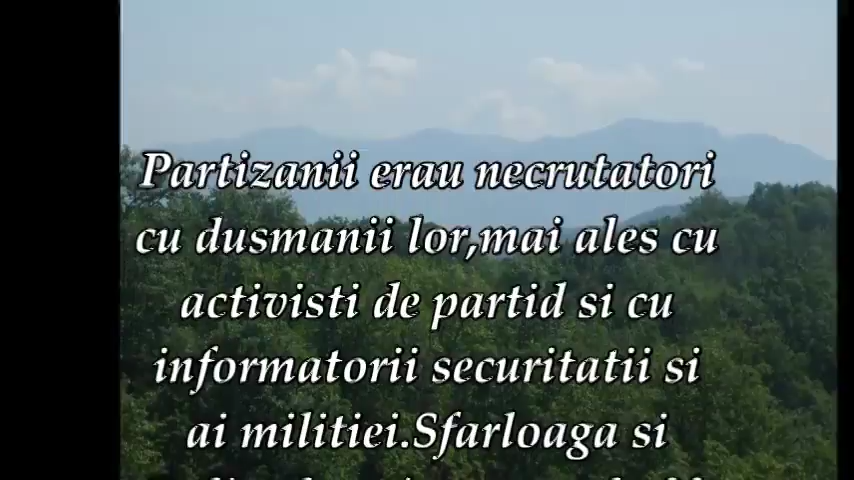 Partizanii erau necrutatori
cu dusmanii lor,mai ales cu
activisti de partid si cu
informatorii securitatii si
ai militiei.Sfarloaga si